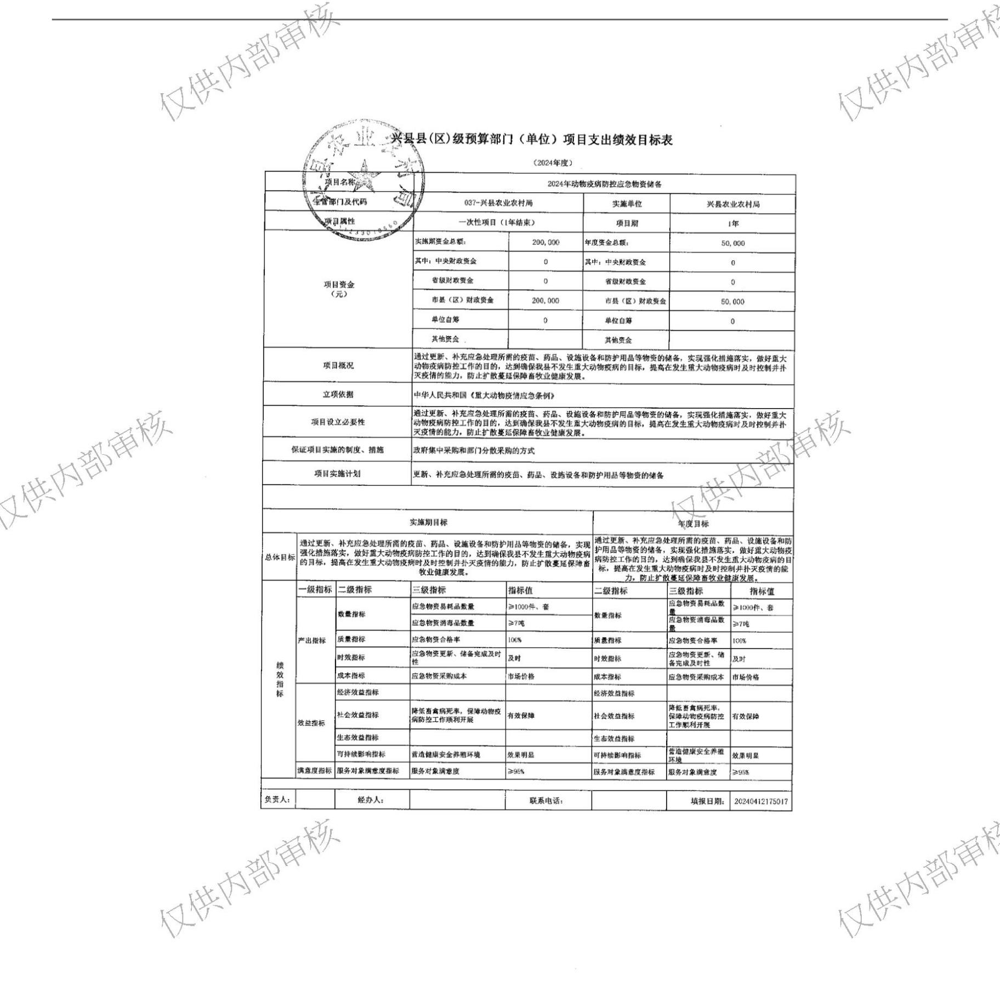 仅供内部审核
仅供内部审核
兴县县(区)级预算部门（单位）项目支出绩效目标表
（2024年度）
兴县农业农村局
项目名称 2024年动物疫病防控应急物资储备
主管部门及代码 037-兴县农业农村局 实施单位 兴县农业农村局
项目属性 一次性项目（1年结束） 项目期 1年
项目资金
（元）
实施期资金总额: 200,000 年度资金总额: 50,000
其中: 中央财政资金 0 其中: 中央财政资金 0
省级财政资金 0 省级财政资金 0
市县（区）财政资金 200,000 市县（区）财政资金 50,000
单位自筹 0 单位自筹 0
其他资金 其他资金
项目概况
通过更新、补充应急处理所需的疫苗、药品、设施设备和防护用品等物资的储备，实现强化措施落实，做好重大
动物疫病防控工作的目的，达到确保我县不发生重大动物疫病的目标，提高在发生重大动物疫病时及时控制并扑
灭疫情的能力，防止扩散蔓延保障畜牧业健康发展。
立项依据 中华人民共和国《重大动物疫情应急条例》
项目设立必要性
通过更新、补充应急处理所需的疫苗、药品、设施设备和防护用品等物资的储备，实现强化措施落实，做好重大
动物疫病防控工作的目的，达到确保我县不发生重大动物疫病的目标，提高在发生重大动物疫病时及时控制并扑
灭疫情的能力，防止扩散蔓延保障畜牧业健康发展。
保证项目实施的制度、措施 政府集中采购和部门分散采购的方式
项目实施计划 更新、补充应急处理所需的疫苗、药品、设施设备和防护用品等物资的储备
仅供内部审核
仅供内部审核
实施期目标 年度目标
总体目标
通过更新、补充应急处理所需的疫苗、药品、设施设备和防护用品等物资的储备，实现
强化措施落实，做好重大动物疫病防控工作的目的，达到确保我县不发生重大动物疫病
的目标，提高在发生重大动物疫病时及时控制并扑灭疫情的能力，防止扩散蔓延保障畜
牧业健康发展。
通过更新、补充应急处理所需的疫苗、药品、设施设备和防
护用品等物资的储备，实现强化措施落实，做好重大动物疫
病防控工作的目的，达到确保我县不发生重大动物疫病的目
标，提高在发生重大动物疫病时及时控制并扑灭疫情的能
力，防止扩散蔓延保障畜牧业健康发展。
绩效指标
一级指标 二级指标 三级指标 指标值 二级指标 三级指标 指标值
产出指标
数量指标 应急物资易耗品数量 ≥1000件、套 数量指标 应急物资易耗品数量 ≥1000件、套
应急物资消毒品数量 ≥7吨 应急物资消毒品数量 ≥7吨
质量指标 应急物资合格率 100% 质量指标 应急物资合格率 100%
时效指标 应急物资更新、储备完成及时性 及时 时效指标 应急物资更新、储备完成及时性 及时
成本指标 应急物资采购成本 市场价格 成本指标 应急物资采购成本 市场价格
效益指标
经济效益指标 经济效益指标
社会效益指标 降低畜禽病死率，保障动物疫病防控工作顺利开展 有效保障 社会效益指标 降低畜禽病死率，保障动物疫病防控工作顺利开展 有效保障
生态效益指标 生态效益指标
可持续影响指标 营造健康安全养殖环境 效果明显 可持续影响指标 营造健康安全养殖环境 效果明显
满意度指标 服务对象满意度指标 服务对象满意度 ≥95% 服务对象满意度指标 服务对象满意度 ≥95%
负责人: 经办人: 联系电话: 填报日期: 20240412175017
仅供内部审核
仅供内部审核